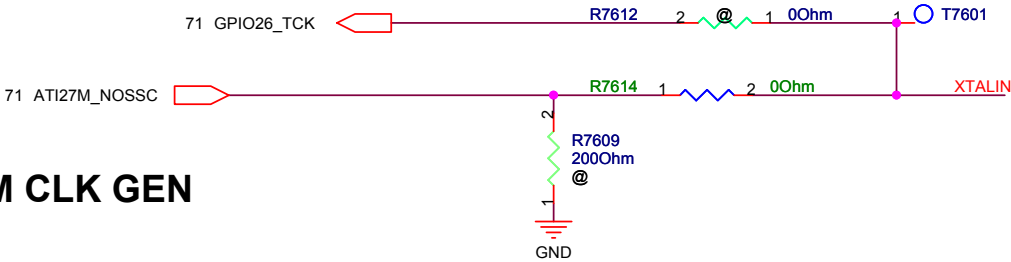 71 GPIO26_TCK R7612 2 @ 1 0Ohm 1 T7601
71 ATI27M_NOSSC R7614 1 2 0Ohm XTALIN
2
R7609
200Ohm
@
1
M CLK GEN
GND